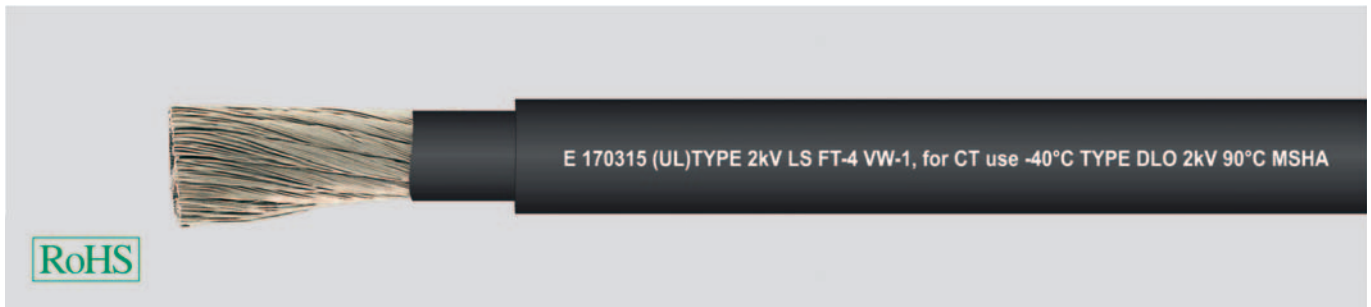 E 170315 (UL)TYPE 2kV LS FT-4 VW-1, for CT use -40°C TYPE DLO 2kV 90°C MSHA
RoHS